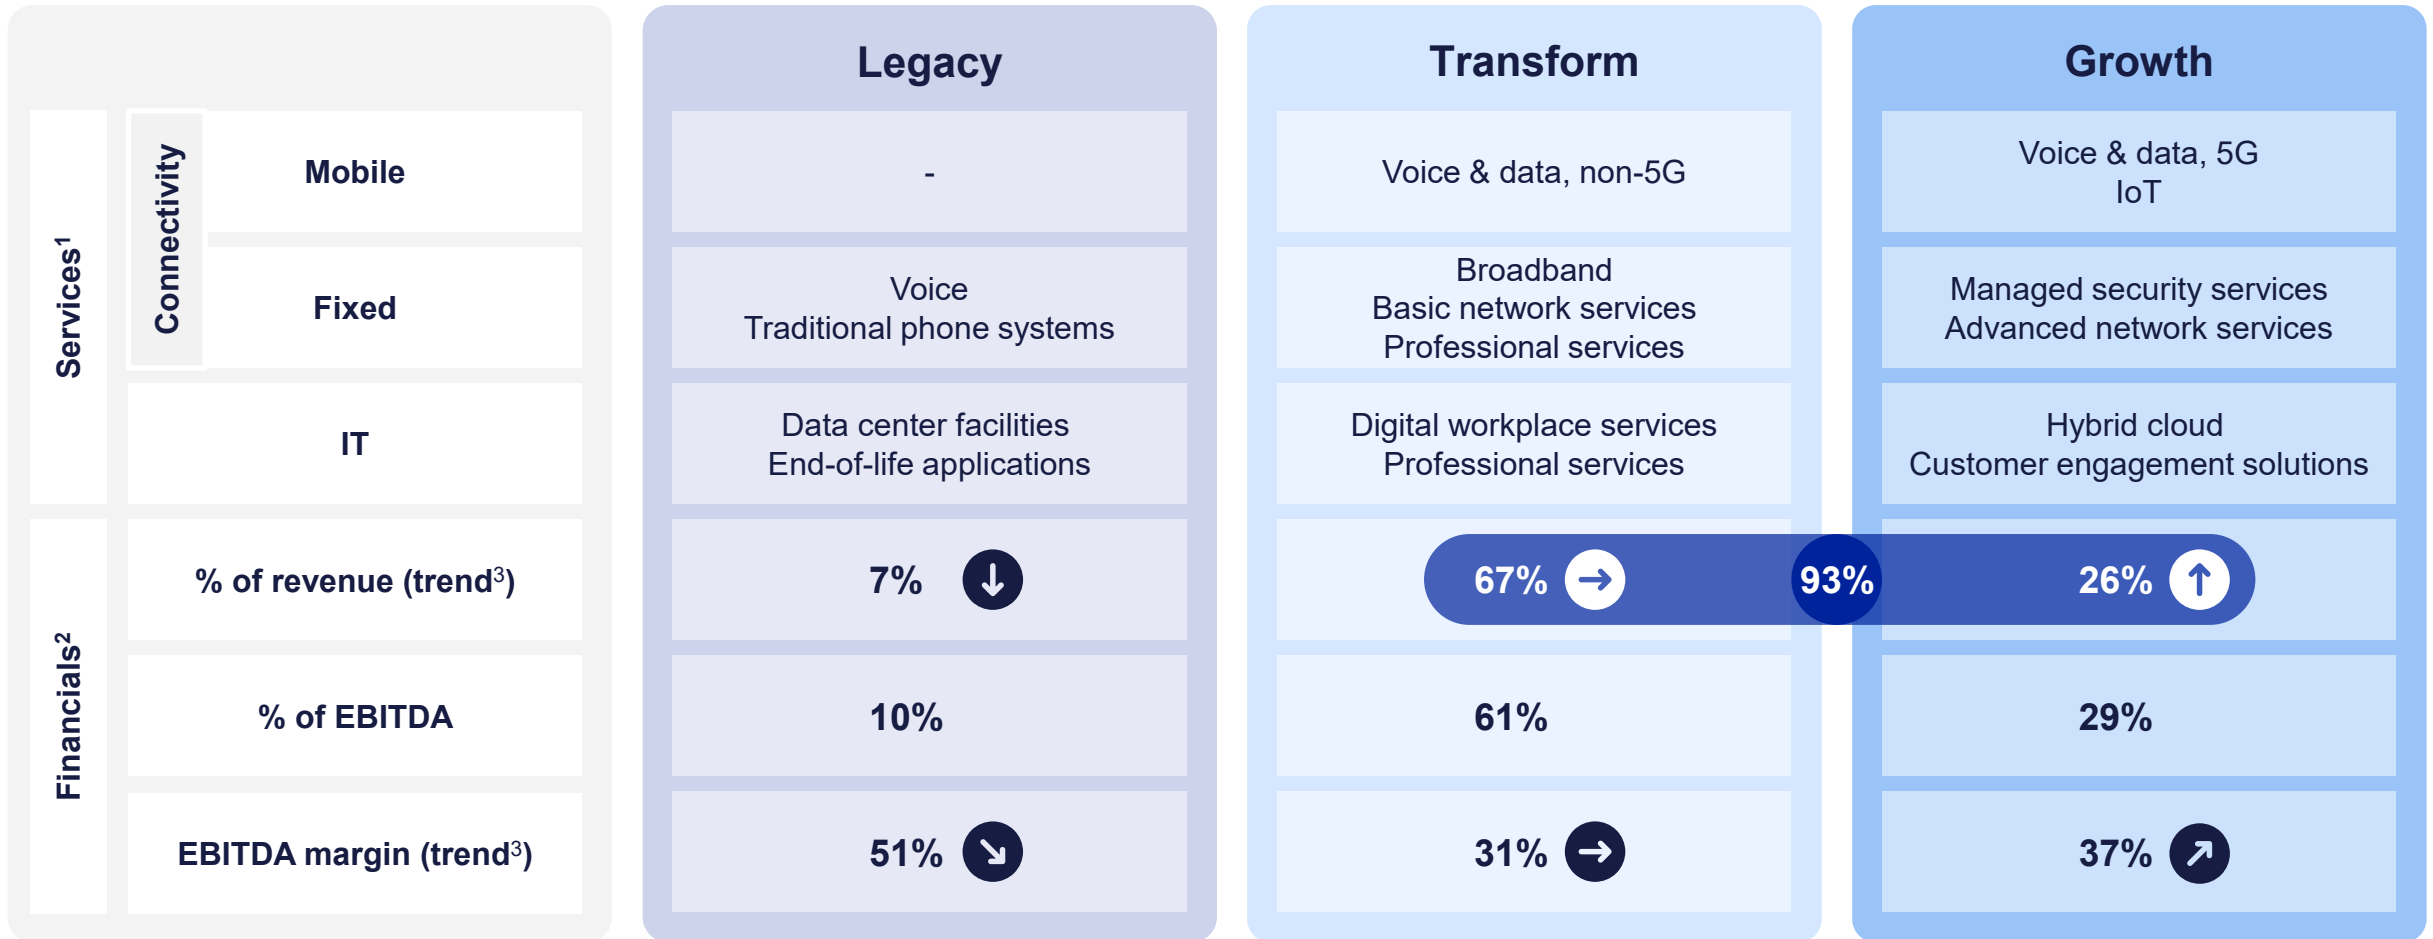 Legacy
Transform
Growth
Services¹
Connectivity
Mobile
-
Voice & data, non-5G
Voice & data, 5G
IoT
Fixed
Voice
Traditional phone systems
Broadband
Basic network services
Professional services
Managed security services
Advanced network services
IT
Data center facilities
End-of-life applications
Digital workplace services
Professional services
Hybrid cloud
Customer engagement solutions
Financials²
% of revenue (trend³)
7%
67%
93%
26%
% of EBITDA
10%
61%
29%
EBITDA margin (trend³)
51%
31%
37%